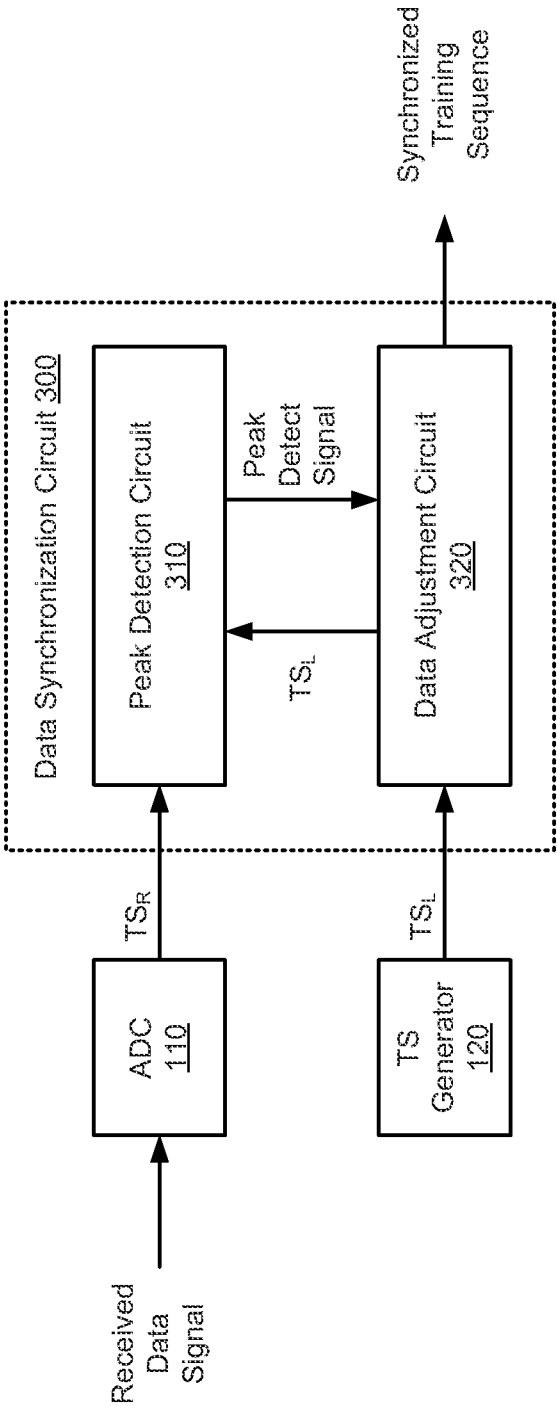 Data Synchronization Circuit 300
Received
Data
Signal
ADC
110
TSR
Peak Detection Circuit
310
TSL
Peak
Detect
Signal
TS
Generator
120
TSL
Data Adjustment Circuit
320
Synchronized
Training
Sequence